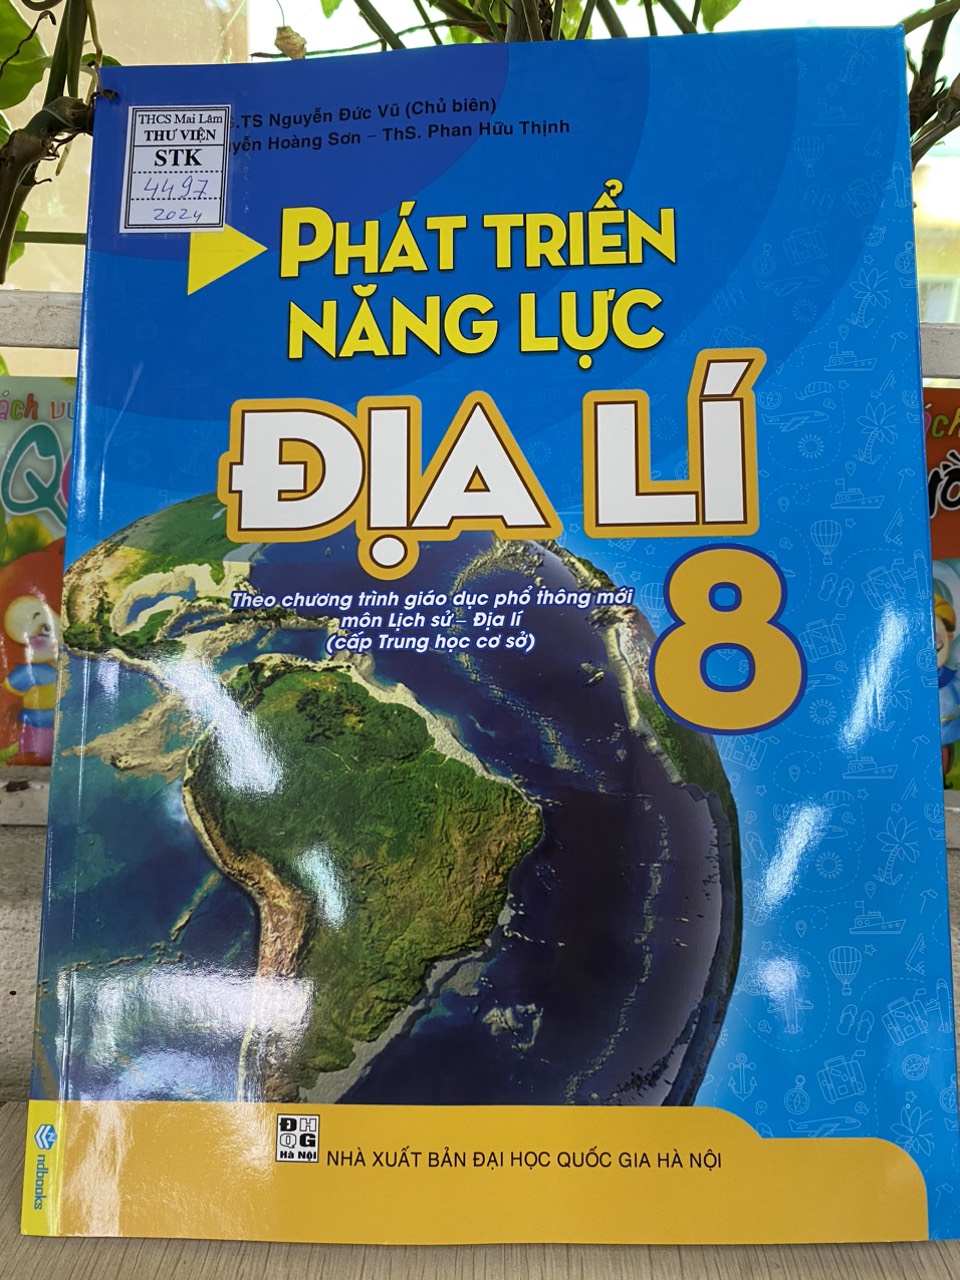 THCS Mai Lâm
THƯ VIỆN
STK
4497
2024
.TS Nguyễn Đức Vũ (Chủ biên)
Hoàng Sơn – ThS. Phan Hữu Thịnh
PHÁT TRIỂN
NĂNG LỰC
ĐỊA LÍ
8
Theo chương trình giáo dục phổ thông mới
môn Lịch sử – Địa lí
(cấp Trung học cơ sở)
ĐH
QG
HÀ NỘI
NHÀ XUẤT BẢN ĐẠI HỌC QUỐC GIA HÀ NỘI
ndbooks